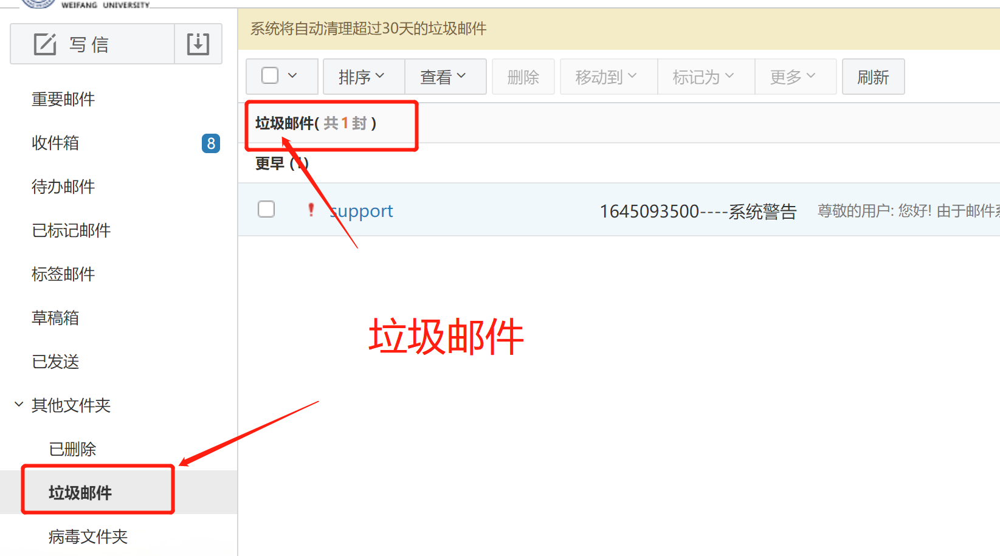 WEIFANG UNIVERSITY
写 信
重要邮件
收件箱 8
待办邮件
已标记邮件
标签邮件
草稿箱
已发送
其他文件夹
已删除
垃圾邮件
病毒文件夹
系统将自动清理超过30天的垃圾邮件
排序 查看 删除 移动到 标记为 更多 刷新
垃圾邮件( 共 1 封 )
更早 (1)
support 1645093500----系统警告 尊敬的用户: 您好! 由于邮件系
垃圾邮件